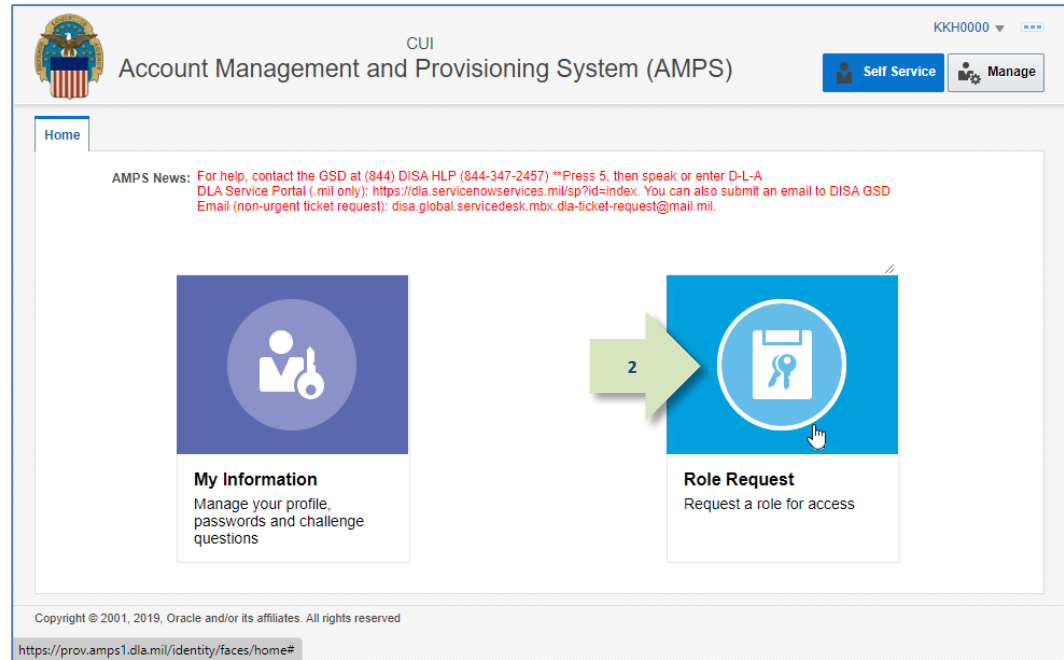 KKH0000
CUI
Account Management and Provisioning System (AMPS)
Self Service
Manage
Home
AMPS News: For help, contact the GSD at (844) DISA HLP (844-347-2457) **Press 5, then speak or enter D-L-A
DLA Service Portal (.mil only): https://dla.servicenowservices.mil/sp?id=index. You can also submit an email to DISA GSD
Email (non-urgent ticket request): disa.global.servicedesk.mbx.dla-ticket-request@mail.mil.
2
My Information
Manage your profile,
passwords and challenge
questions
Role Request
Request a role for access
Copyright © 2001, 2019, Oracle and/or its affiliates. All rights reserved
https://prov.amps1.dla.mil/identity/faces/home#